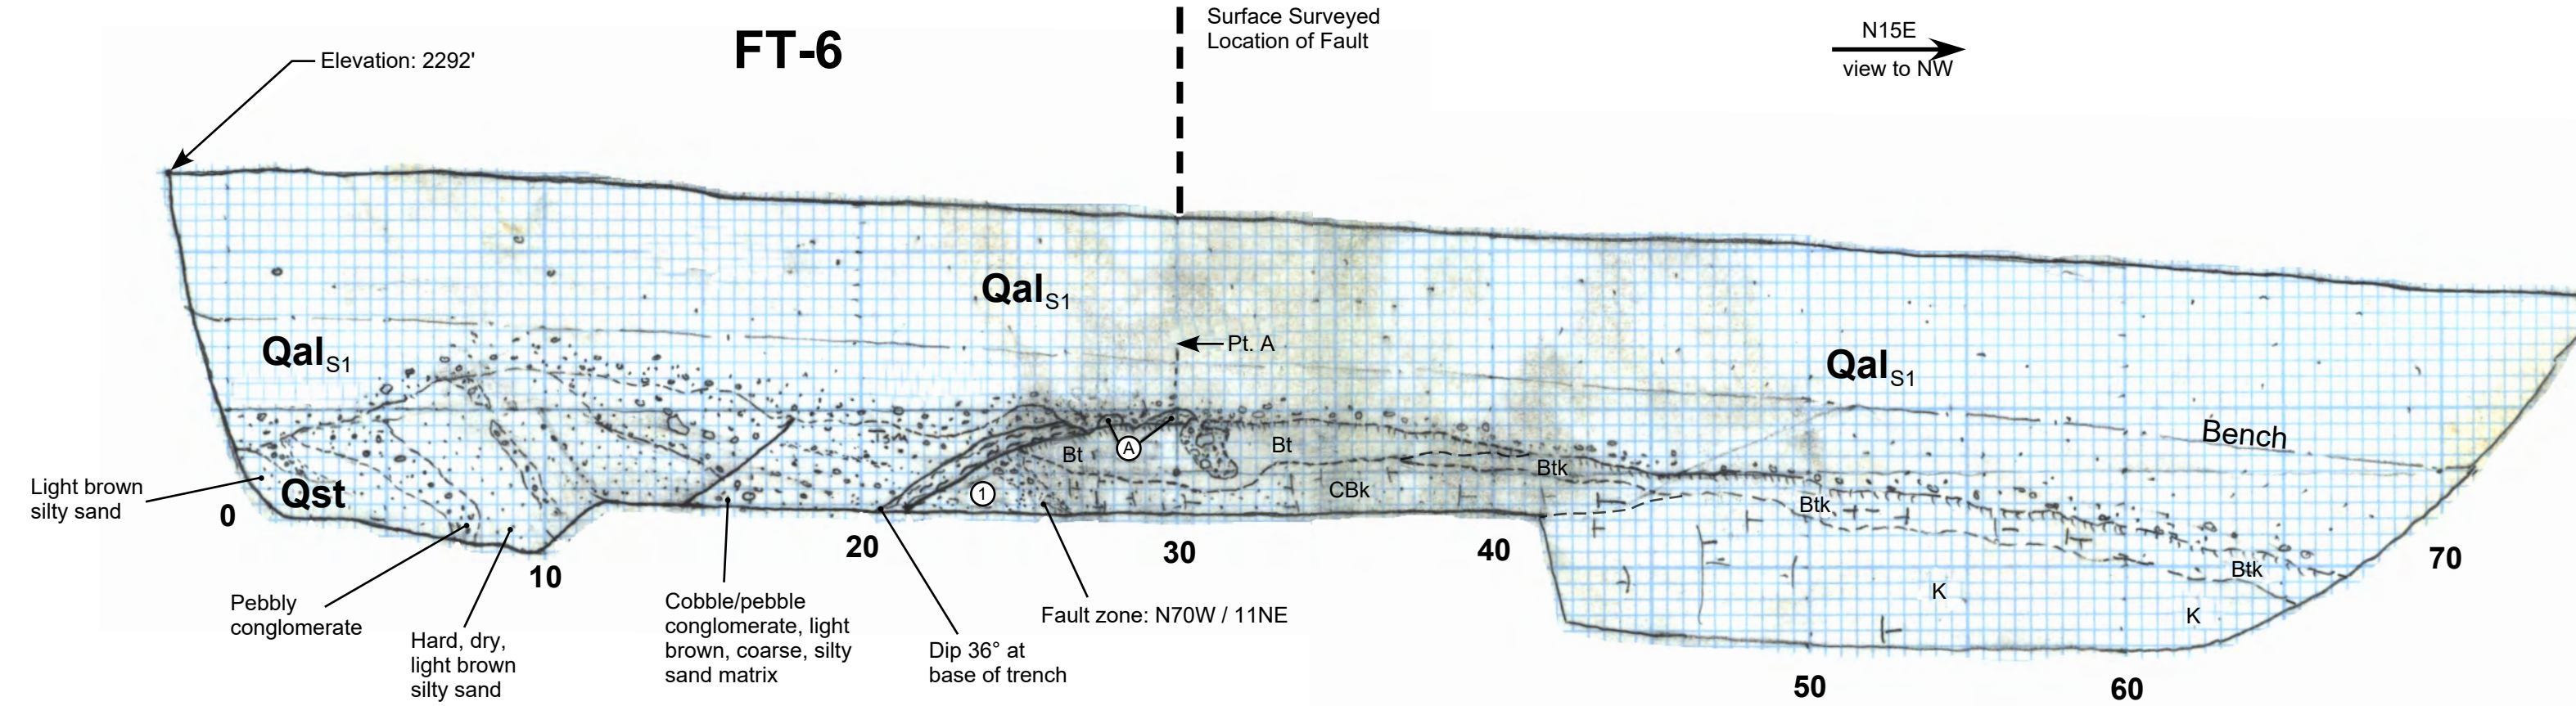 FT-6
Surface Surveyed
Location of Fault
N15E
view to NW
Elevation: 2292'
Qal S1
Pt. A
Qal S1
Qal S1
Bench
Tsm
A
Bt
Bt
Btk
CBk
Btk
Light brown
silty sand
Qst
1
0
20
30
40
70
10
Btk
K
K
Pebbly
conglomerate
Hard, dry,
light brown
silty sand
Cobble/pebble
conglomerate, light
brown, coarse, silty
sand matrix
Dip 36° at
base of trench
Fault zone: N70W / 11NE
50
60